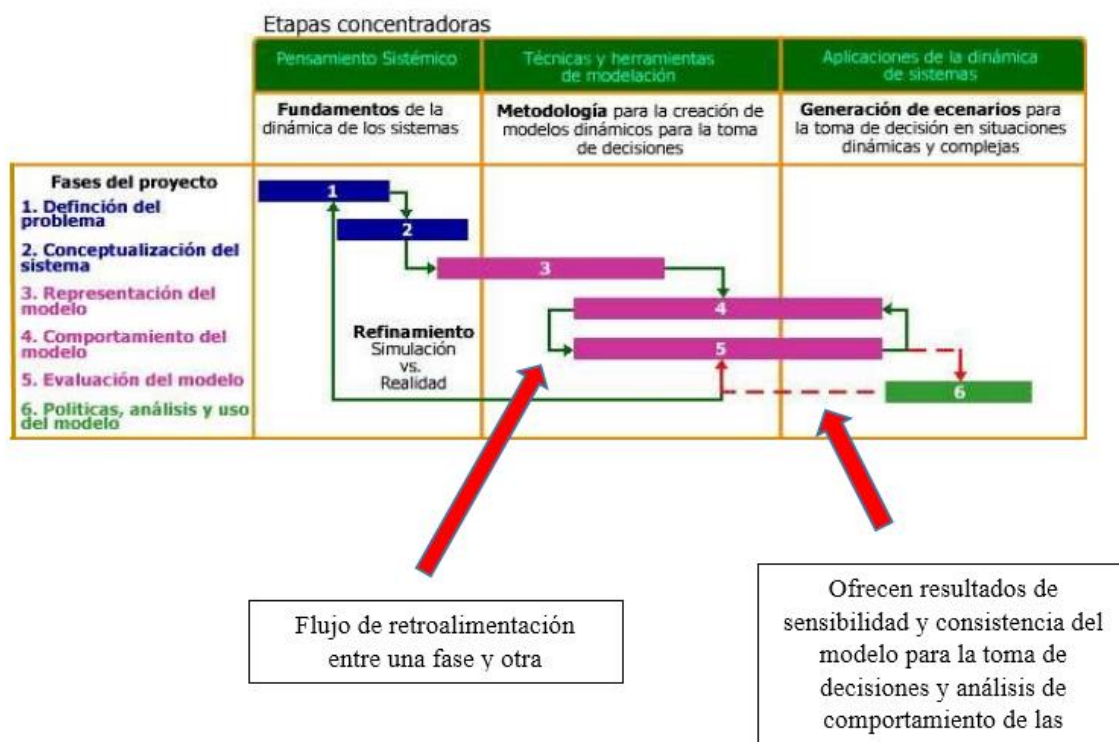 Etapas concentradoras
Pensamiento Sistémico
Técnicas y herramientas
de modelación
Aplicaciones de la dinámica
de sistemas
Fundamentos de la
dinámica de los sistemas
Metodología para la creación de
modelos dinámicos para la toma
de decisiones
Generación de ecenarios para
la toma de decisión en situaciones
dinámicas y complejas
Fases del proyecto
1. Definción del
problema
2. Conceptualización del
sistema
3. Representación del
modelo
4. Comportamiento del
modelo
5. Evaluación del modelo
6. Politicas, análisis y uso
del modelo
1
2
3
4
5
6
Refinamiento
Simulación
vs.
Realidad
Flujo de retroalimentación
entre una fase y otra
Ofrecen resultados de
sensibilidad y consistencia del
modelo para la toma de
decisiones y análisis de
comportamiento de las